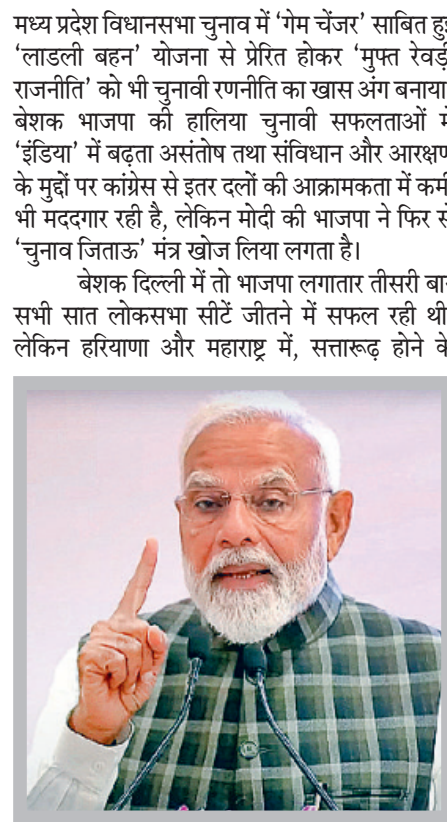 मध्य प्रदेश विधानसभा चुनाव में ‘गेम चेंजर’ साबित हुई
‘लाडली बहन’ योजना से प्रेरित होकर ‘मुफ्त रेवड़ी
राजनीति’ को भी चुनावी रणनीति का खास अंग बनाया
बेशक भाजपा की हालिया चुनावी सफलताओं में
‘इंडिया’ में बढ़ता असंतोष तथा संविधान और आरक्षण
के मुद्दों पर कांग्रेस से इतर दलों की आक्रामकता में कमी
भी मददगार रही है, लेकिन मोदी की भाजपा ने फिर से
‘चुनाव जिताऊ’ मंत्र खोज लिया लगता है।
बेशक दिल्ली में तो भाजपा लगातार तीसरी बार
सभी सात लोकसभा सीटें जीतने में सफल रही थी
लेकिन हरियाणा और महाराष्ट्र में, सत्तारूढ़ होने के